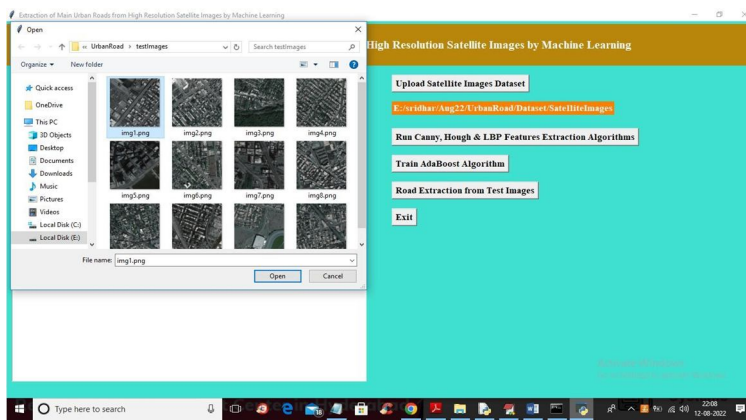 Extraction of Main Urban Roads from High Resolution Satellite Images by Machine Learning
Open
« UrbanRoad » testImages
Search testImages
Organize
New folder
Quick access
OneDrive
This PC
3D Objects
Desktop
Documents
Downloads
Music
Pictures
Videos
Local Disk (C:)
Local Disk (E:)
img1.png
img2.png
img3.png
img4.png
img5.png
img6.png
img7.png
img8.png
File name:
img1.png
Open
Cancel
High Resolution Satellite Images by Machine Learning
Upload Satellite Images Dataset
E:/sridhar/Aug22/UrbanRoad/Dataset/SatelliteImages
Run Canny, Hough & LBP Features Extraction Algorithms
Train AdaBoost Algorithm
Road Extraction from Test Images
Exit
Type here to search
22:08
12-08-2022